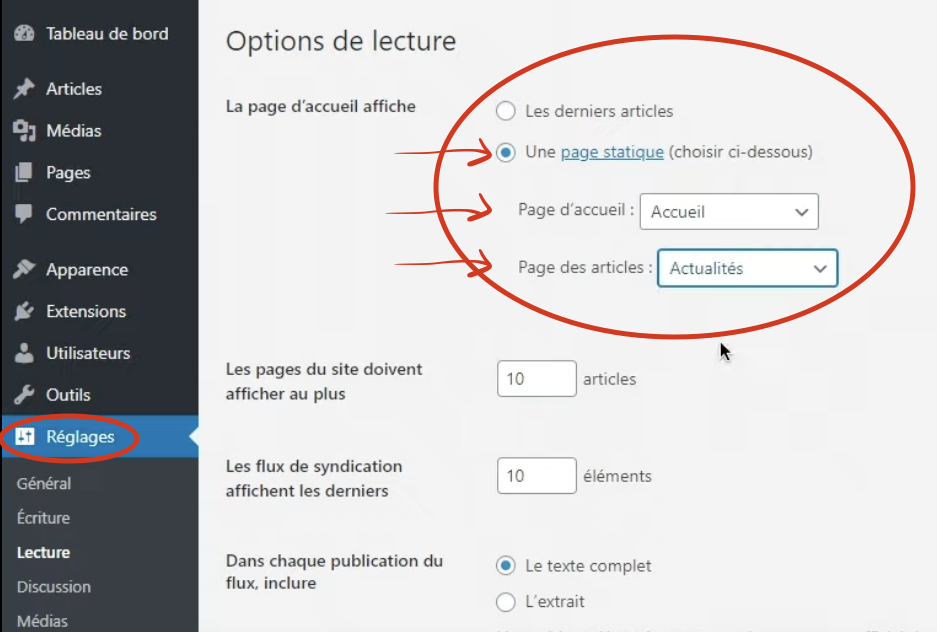 Tableau de bord
Articles
Médias
Pages
Commentaires
Apparence
Extensions
Utilisateurs
Outils
Réglages
Général
Écriture
Lecture
Discussion
Médias
Options de lecture
La page d’accueil affiche
Les derniers articles
Une page statique (choisir ci-dessous)
Page d’accueil : Accueil
Page des articles : Actualités
Les pages du site doivent
afficher au plus
10 articles
Les flux de syndication
affichent les derniers
10 éléments
Dans chaque publication du
flux, inclure
Le texte complet
L’extrait